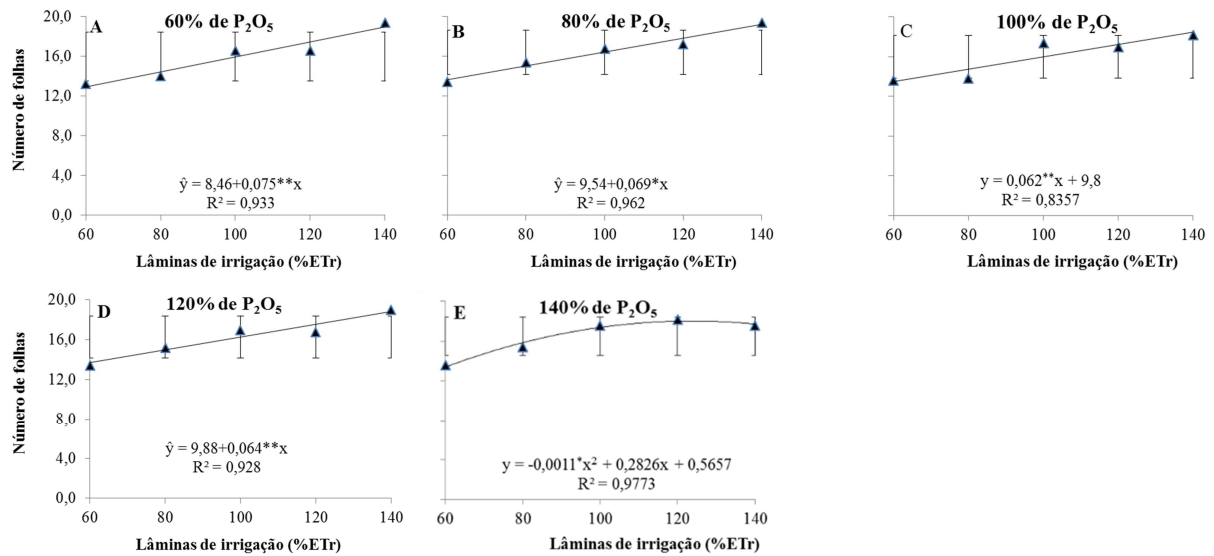 A
60% de P₂O₅
Número de folhas
20,0
16,0
12,0
8,0
4,0
0,0
ŷ = 8,46+0,075**x
R² = 0,933
60 80 100 120 140
Lâminas de irrigação (%ETr)
B
80% de P₂O₅
ŷ = 9,54+0,069*x
R² = 0,962
60 80 100 120 140
Lâminas de irrigação (%ETr)
C
100% de P₂O₅
y = 0,062**x + 9,8
R² = 0,8357
60 80 100 120 140
Lâminas de irrigação (%ETr)
D
120% de P₂O₅
Número de folhas
20,0
16,0
12,0
8,0
4,0
0,0
ŷ = 9,88+0,064**x
R² = 0,928
60 80 100 120 140
Lâminas de irrigação (%ETr)
E
140% de P₂O₅
y = -0,0011*x² + 0,2826x + 0,5657
R² = 0,9773
60 80 100 120 140
Lâminas de irrigação (%ETr)